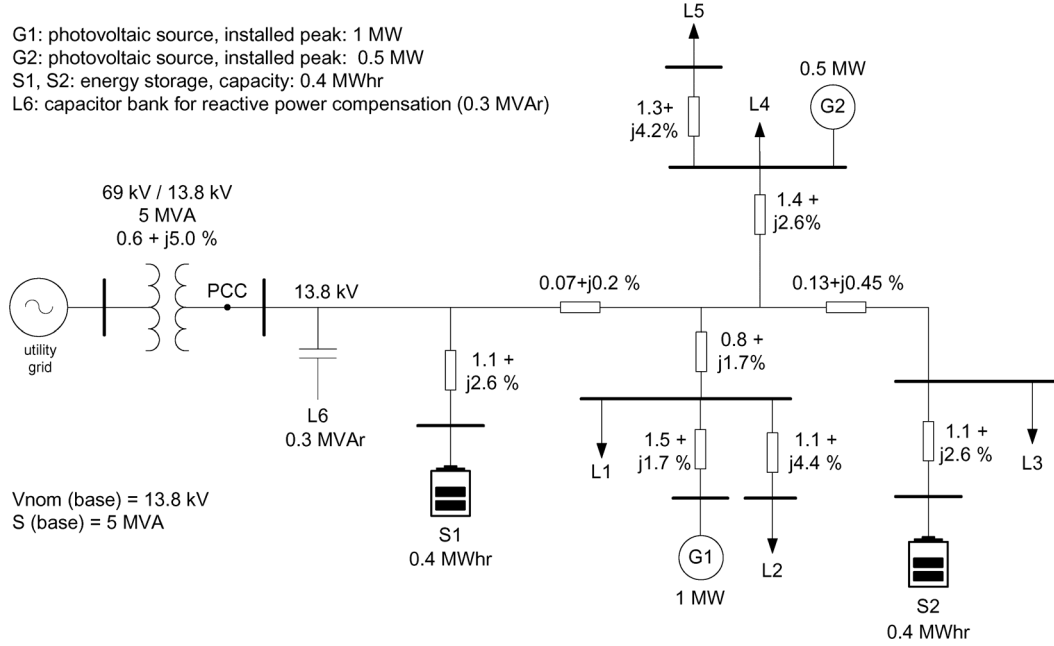 G1: photovoltaic source, installed peak: 1 MW
G2: photovoltaic source, installed peak:  0.5 MW
S1, S2: energy storage, capacity: 0.4 MWhr
L6: capacitor bank for reactive power compensation (0.3 MVAr)
L5
0.5 MW
G2
L4
1.3+
j4.2%
1.4 +
j2.6%
69 kV / 13.8 kV
5 MVA
0.6 + j5.0 %
PCC
13.8 kV
0.07+j0.2 %
0.13+j0.45 %
utility
grid
L6
0.3 MVAr
1.1 +
j2.6 %
S1
0.4 MWhr
0.8 +
j1.7%
L1
1.5 +
j1.7 %
1.1 +
j4.4 %
G1
1 MW
L2
1.1 +
j2.6 %
L3
S2
0.4 MWhr
Vnom (base) = 13.8 kV
S (base) = 5 MVA